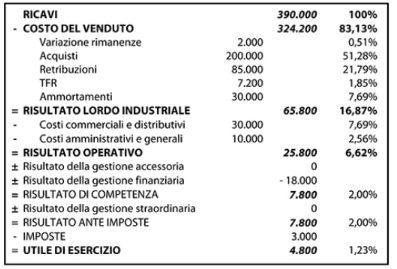 RICAVI 390.000 100%
- COSTO DEL VENDUTO 324.200 83,13%
Variazione rimanenze 2.000 0,51%
Acquisti 200.000 51,28%
Retribuzioni 85.000 21,79%
TFR 7.200 1,85%
Ammortamenti 30.000 7,69%
= RISULTATO LORDO INDUSTRIALE 65.800 16,87%
- Costi commerciali e distributivi 30.000 7,69%
- Costi amministrativi e generali 10.000 2,56%
= RISULTATO OPERATIVO 25.800 6,62%
± Risultato della gestione accessoria 0
± Risultato della gestione finanziaria - 18.000
= RISULTATO DI COMPETENZA 7.800 2,00%
± Risultato della gestione straordinaria 0
= RISULTATO ANTE IMPOSTE 7.800 2,00%
- IMPOSTE 3.000
= UTILE DI ESERCIZIO 4.800 1,23%